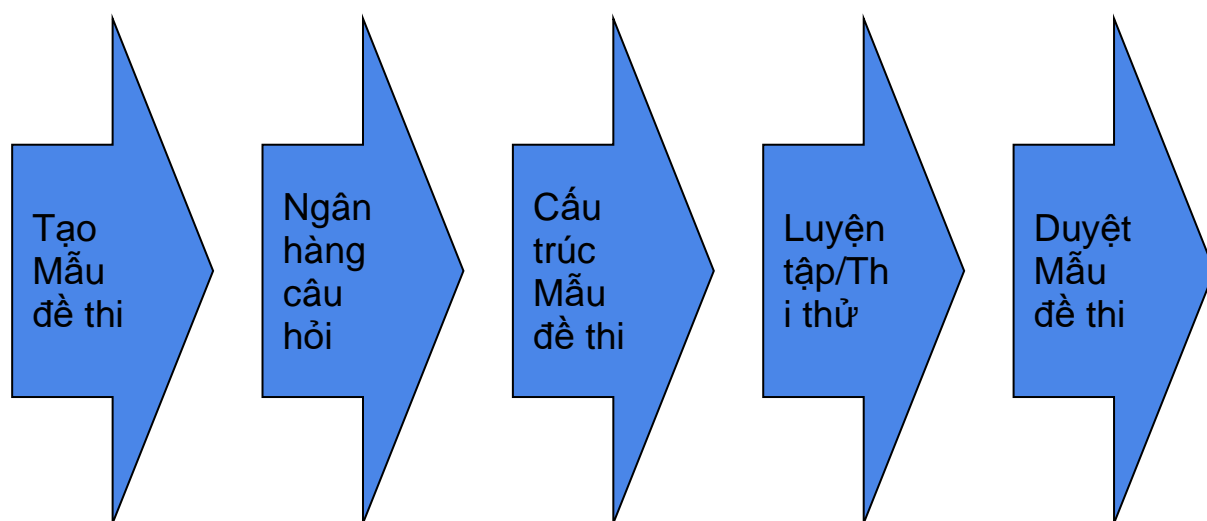 Tạo
Mẫu
đề thi
Ngân
hàng
câu
hỏi
Cấu
trúc
Mẫu
đề thi
Luyện
tập/Th
i thử
Duyệt
Mẫu
đề thi